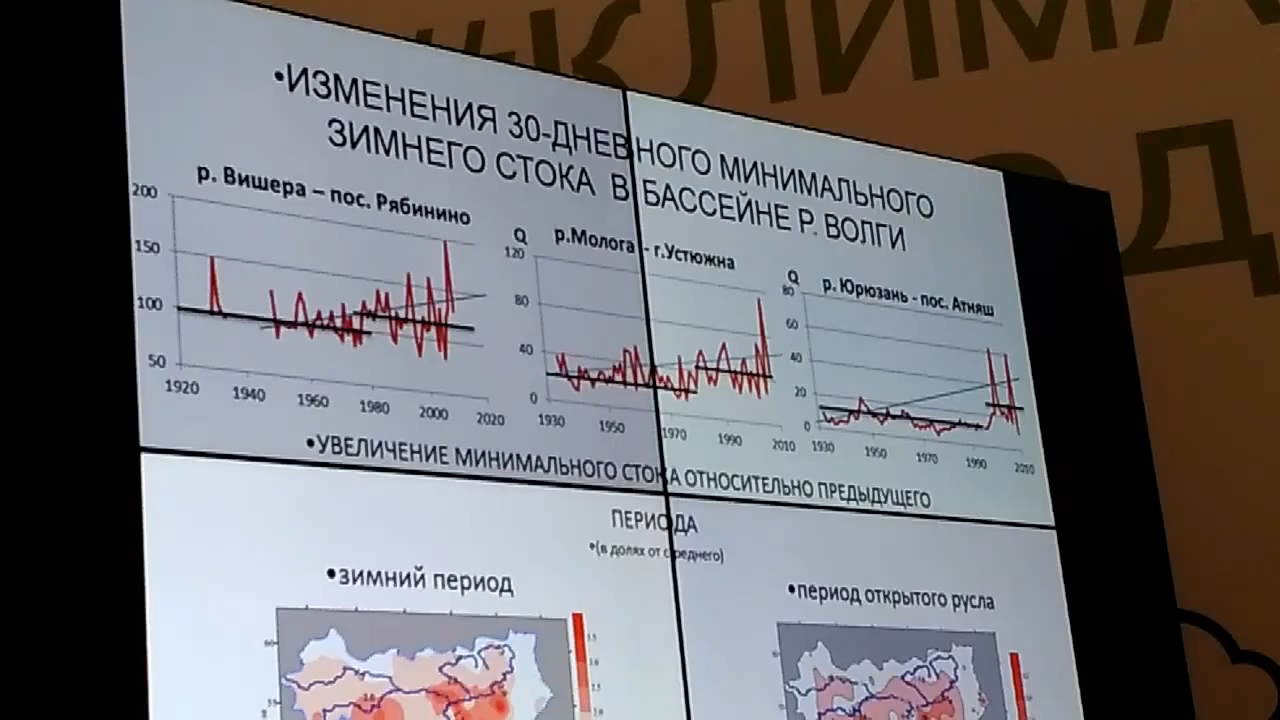 #КЛИМА
•ИЗМЕНЕНИЯ 30-ДНЕВНОГО МИНИМАЛЬНОГО
ЗИМНЕГО СТОКА В БАССЕЙНЕ Р. ВОЛГИ
р. Вишера – пос. Рябинино
200
150
100
50
1920 1940 1960 1980 2000 2020
р.Молога - г.Устюжна
Q
120
80
40
0
1930 1950 1970 1990 2010
р. Юрюзань - пос. Атняш
Q
80
60
40
20
0
1930 1950 1970 1990 2010
•УВЕЛИЧЕНИЕ МИНИМАЛЬНОГО СТОКА ОТНОСИТЕЛЬНО ПРЕДЫДУЩЕГО
ПЕРИОДА
•(в долях от среднего)
•зимний период
•период открытого русла